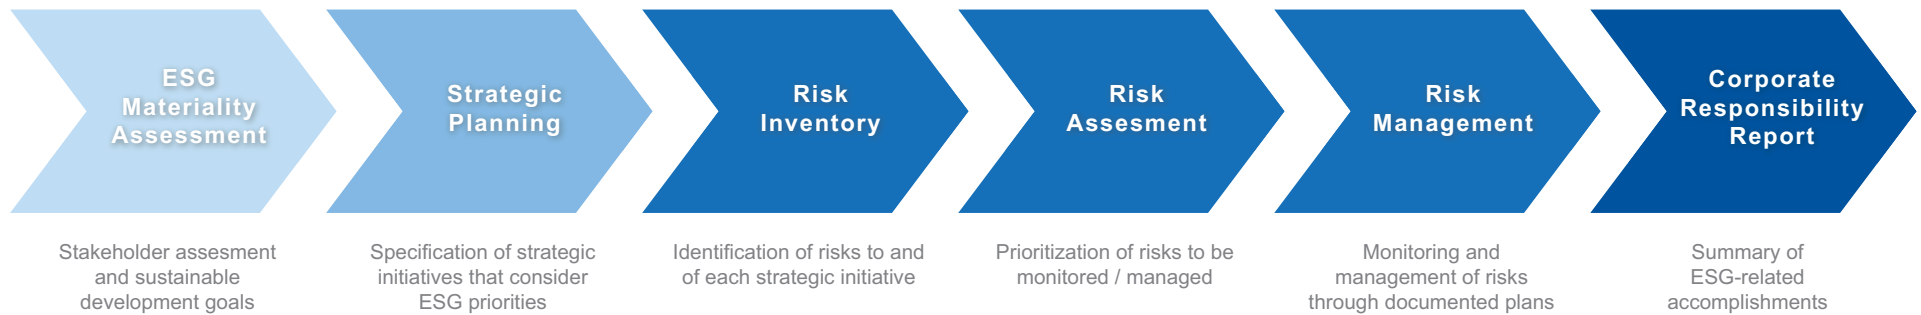 ESG
Materiality
Assessment
Strategic
Planning
Risk
Inventory
Risk
Assesment
Risk
Management
Corporate
Responsibility
Report
Stakeholder assesment
and sustainable
development goals
Specification of strategic
initiatives that consider
ESG priorities
Identification of risks to and
of each strategic initiative
Prioritization of risks to be
monitored / managed
Monitoring and
management of risks
through documented plans
Summary of
ESG-related
accomplishments